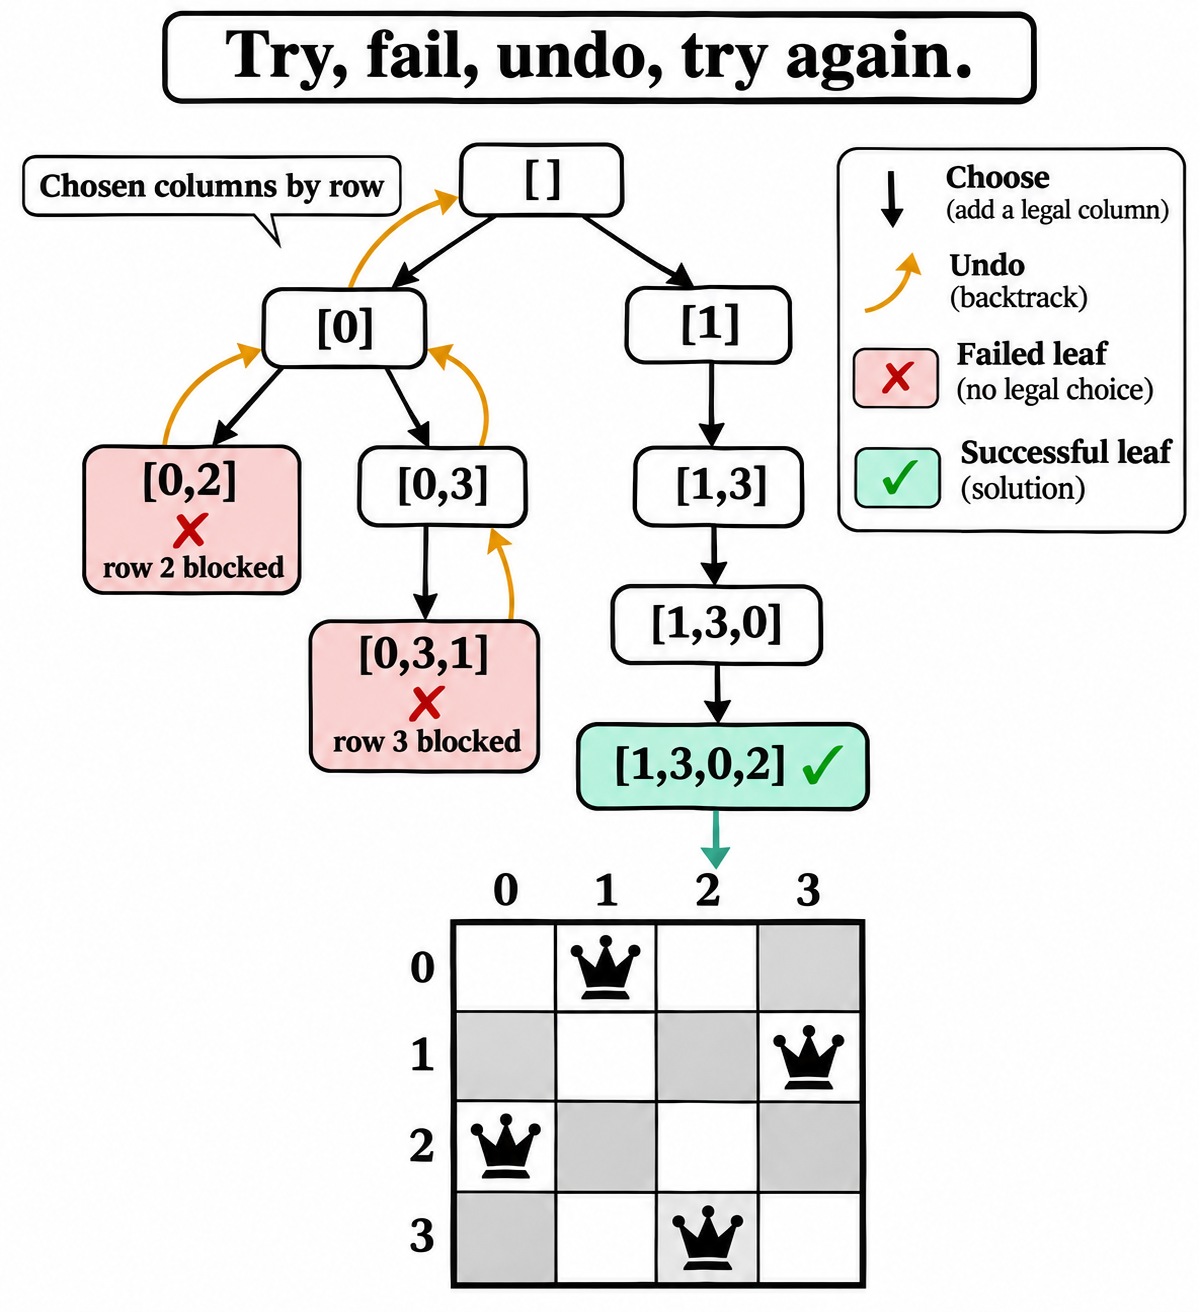 Try, fail, undo, try again.
Chosen columns by row
[ ]
[0]
[1]
[0,2]
✗
row 2 blocked
[0,3]
[1,3]
[0,3,1]
✗
row 3 blocked
[1,3,0]
[1,3,0,2] ✓
Choose
(add a legal column)
Undo
(backtrack)
✗
Failed leaf
(no legal choice)
✓
Successful leaf
(solution)
0 1 2 3
0
1
2
3